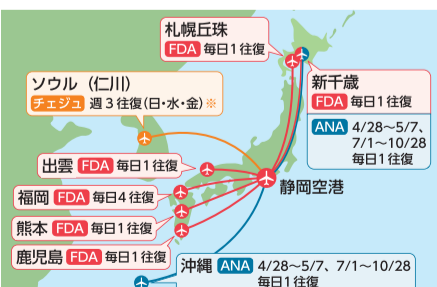 札幌丘珠
FDA 毎日1往復
ソウル（仁川）
チェジュ 週3往復(日･水･金)※
新千歳
FDA 毎日1往復
ANA 4/28〜5/7、
7/1〜10/28
毎日1往復
出雲 FDA 毎日1往復
福岡 FDA 毎日4往復
静岡空港
熊本 FDA 毎日1往復
鹿児島 FDA 毎日1往復
沖縄 ANA 4/28〜5/7、7/1〜10/28
毎日1往復